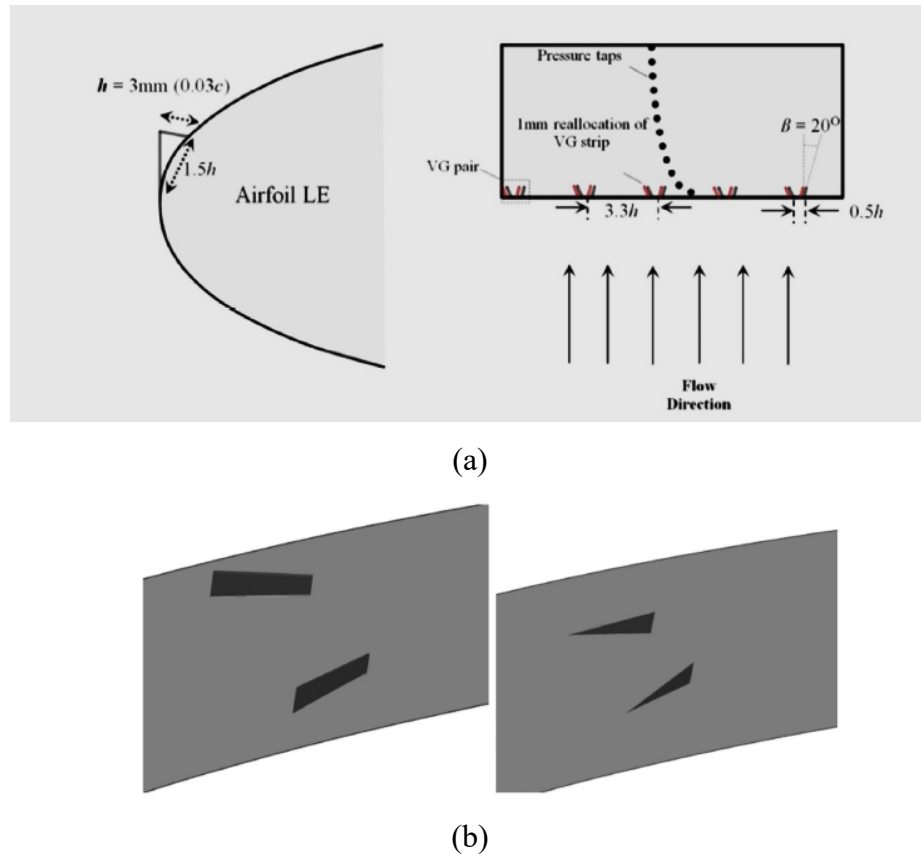 h = 3mm (0.03c)
1.5h
Airfoil LE
Pressure taps
1mm reallocation of
VG strip
VG pair
ß = 20°
3.3h
0.5h
Flow
Direction
(a)
(b)